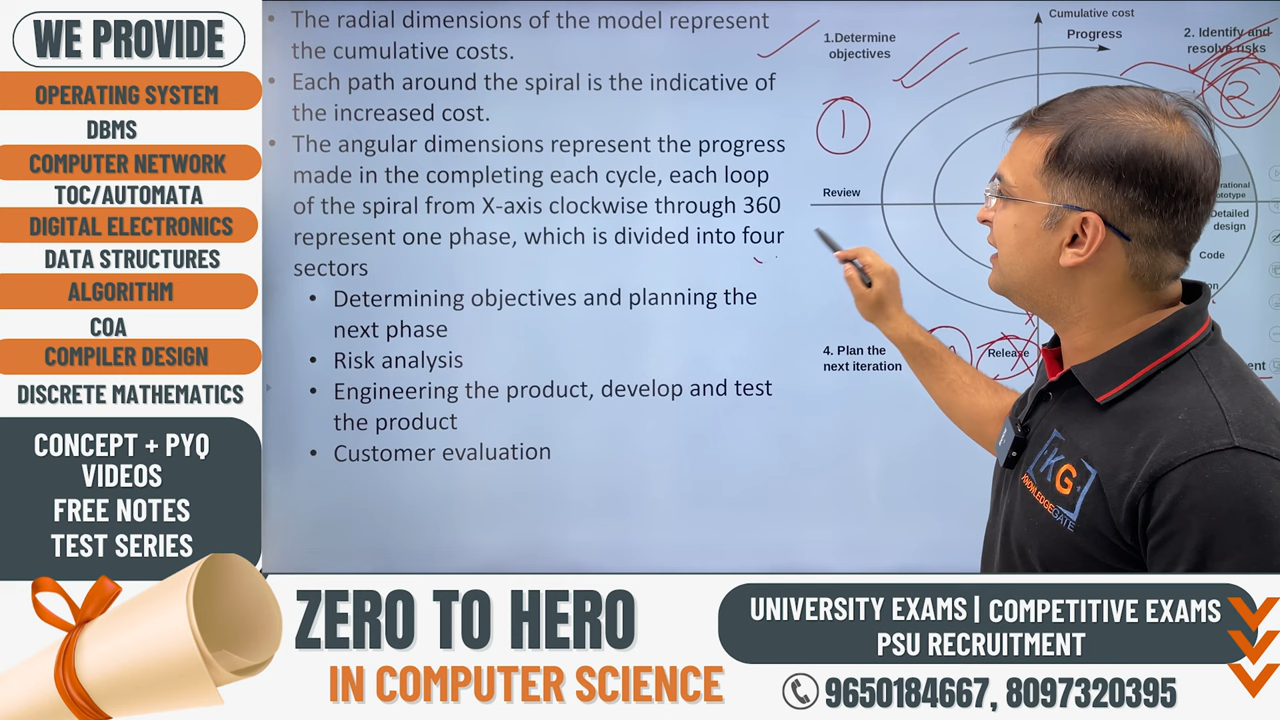 WE PROVIDE
OPERATING SYSTEM
DBMS
COMPUTER NETWORK
TOC/AUTOMATA
DIGITAL ELECTRONICS
DATA STRUCTURES
ALGORITHM
COA
COMPILER DESIGN
DISCRETE MATHEMATICS
CONCEPT + PYQ
VIDEOS
FREE NOTES
TEST SERIES
• The radial dimensions of the model represent
the cumulative costs.
• Each path around the spiral is the indicative of
the increased cost.
• The angular dimensions represent the progress
made in the completing each cycle, each loop
of the spiral from X-axis clockwise through 360
represent one phase, which is divided into four
sectors
• Determining objectives and planning the
next phase
• Risk analysis
• Engineering the product, develop and test
the product
• Customer evaluation
Cumulative cost
Progress
1.Determine
objectives
2. Identify and
resolve risks
1
2
Review
Detailed
design
Code
4. Plan the
next iteration
Release
KG
KNOWLEDGEGATE
ZERO TO HERO
IN COMPUTER SCIENCE
UNIVERSITY EXAMS | COMPETITIVE EXAMS
PSU RECRUITMENT
9650184667, 8097320395